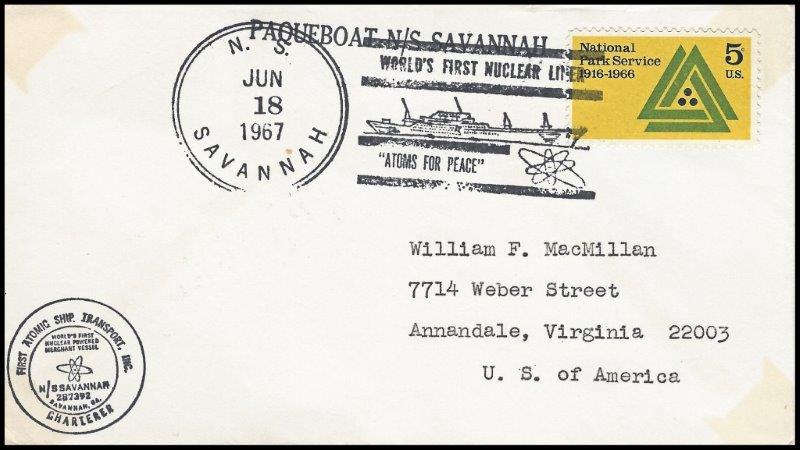 PAQUEBOAT N/S SAVANNAH
N. S.
JUN
18
1967
SAVANNAH
WORLD'S FIRST NUCLEAR LINER
"ATOMS FOR PEACE"
National
Park Service
1916-1966
5¢
U.S.
William F. MacMillan
7714 Weber Street
Annandale, Virginia 22003
U. S. of America
FIRST ATOMIC SHIP TRANSPORT, INC.
WORLD'S FIRST
NUCLEAR POWERED
MERCHANT VESSEL
N/S SAVANNAH
287392
SAVANNAH, GA.
CHARTERER